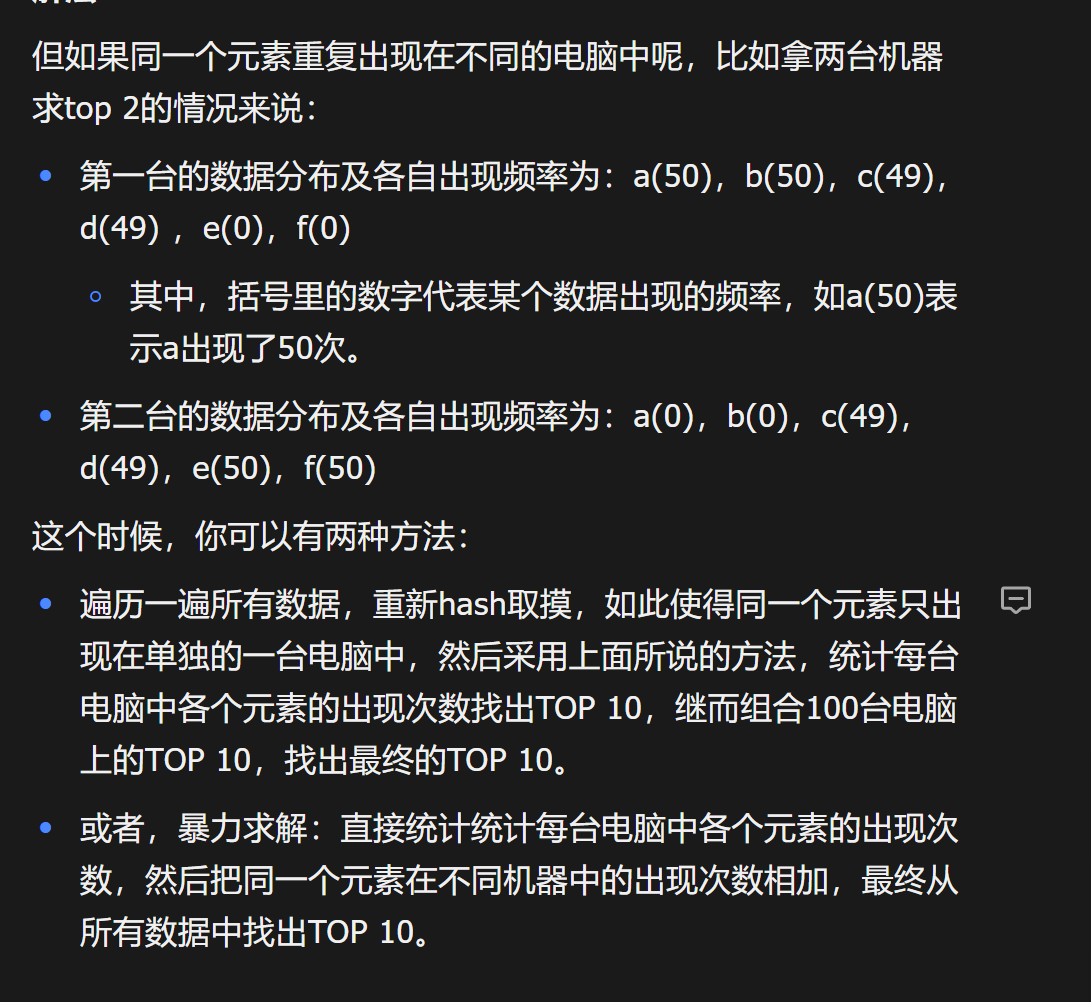 但如果同一个元素重复出现在不同的电脑中呢，比如拿两台机器
求top 2的情况来说：
第一台的数据分布及各自出现频率为：a(50)，b(50)，c(49)，
d(49) ，e(0)，f(0)
其中，括号里的数字代表某个数据出现的频率，如a(50)表
示a出现了50次。
第二台的数据分布及各自出现频率为：a(0)，b(0)，c(49)，
d(49)，e(50)，f(50)
这个时候，你可以有两种方法：
遍历一遍所有数据，重新hash取摸，如此使得同一个元素只出
现在单独的一台电脑中，然后采用上面所说的方法，统计每台
电脑中各个元素的出现次数找出TOP 10，继而组合100台电脑
上的TOP 10，找出最终的TOP 10。
或者，暴力求解：直接统计统计每台电脑中各个元素的出现次
数，然后把同一个元素在不同机器中的出现次数相加，最终从
所有数据中找出TOP 10。